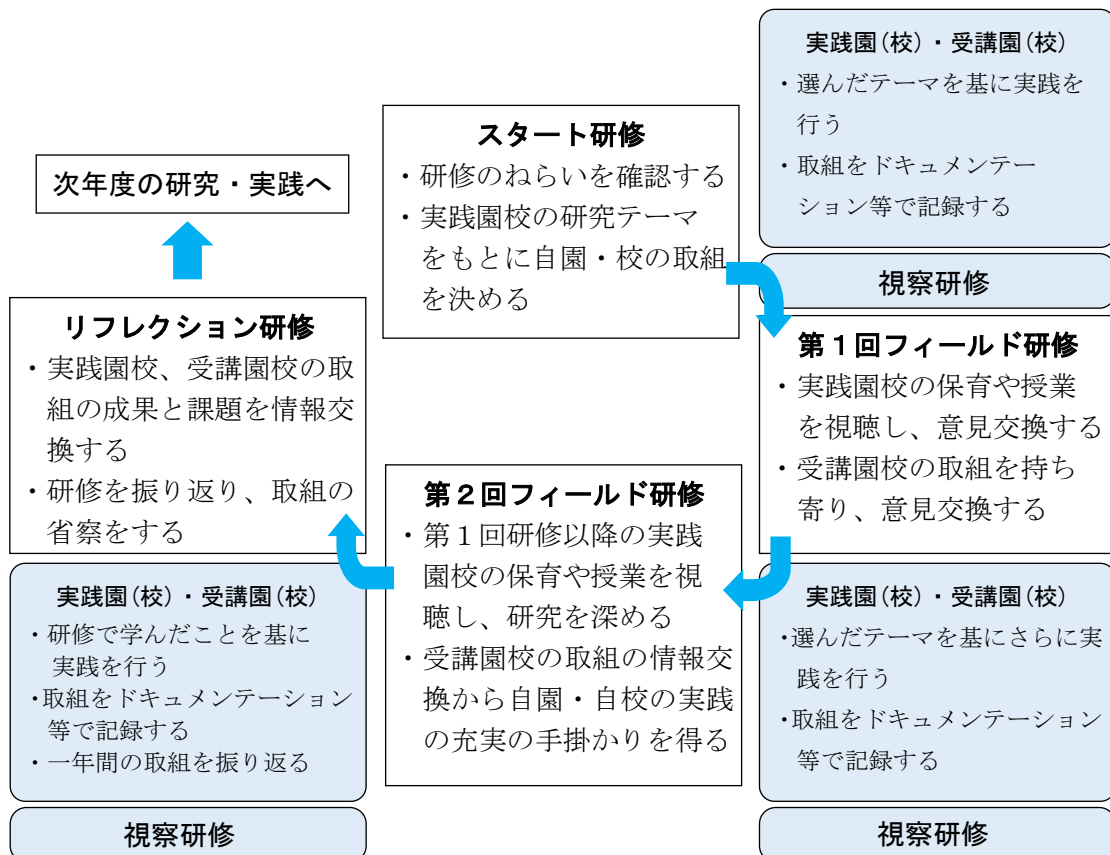 スタート研修
・研修のねらいを確認する
・実践園校の研究テーマ
をもとに自園・校の取組
を決める
実践園(校)・受講園(校)
・選んだテーマを基に実践を
行う
・取組をドキュメンテー
ション等で記録する
視察研修
第1回フィールド研修
・実践園校の保育や授業
を視聴し、意見交換する
・受講園校の取組を持ち
寄り、意見交換する
実践園(校)・受講園(校)
・選んだテーマを基にさらに実
践を行う
・取組をドキュメンテーション
等で記録する
視察研修
第2回フィールド研修
・第1回研修以降の実践
園校の保育や授業を視
聴し、研究を深める
・受講園校の取組の情報交
換から自園・自校の実践
の充実の手掛かりを得る
実践園(校)・受講園(校)
・研修で学んだことを基に
実践を行う
・取組をドキュメンテーション
等で記録する
・一年間の取組を振り返る
視察研修
リフレクション研修
・実践園校、受講園校の取
組の成果と課題を情報交
換する
・研修を振り返り、取組の
省察をする
次年度の研究・実践へ